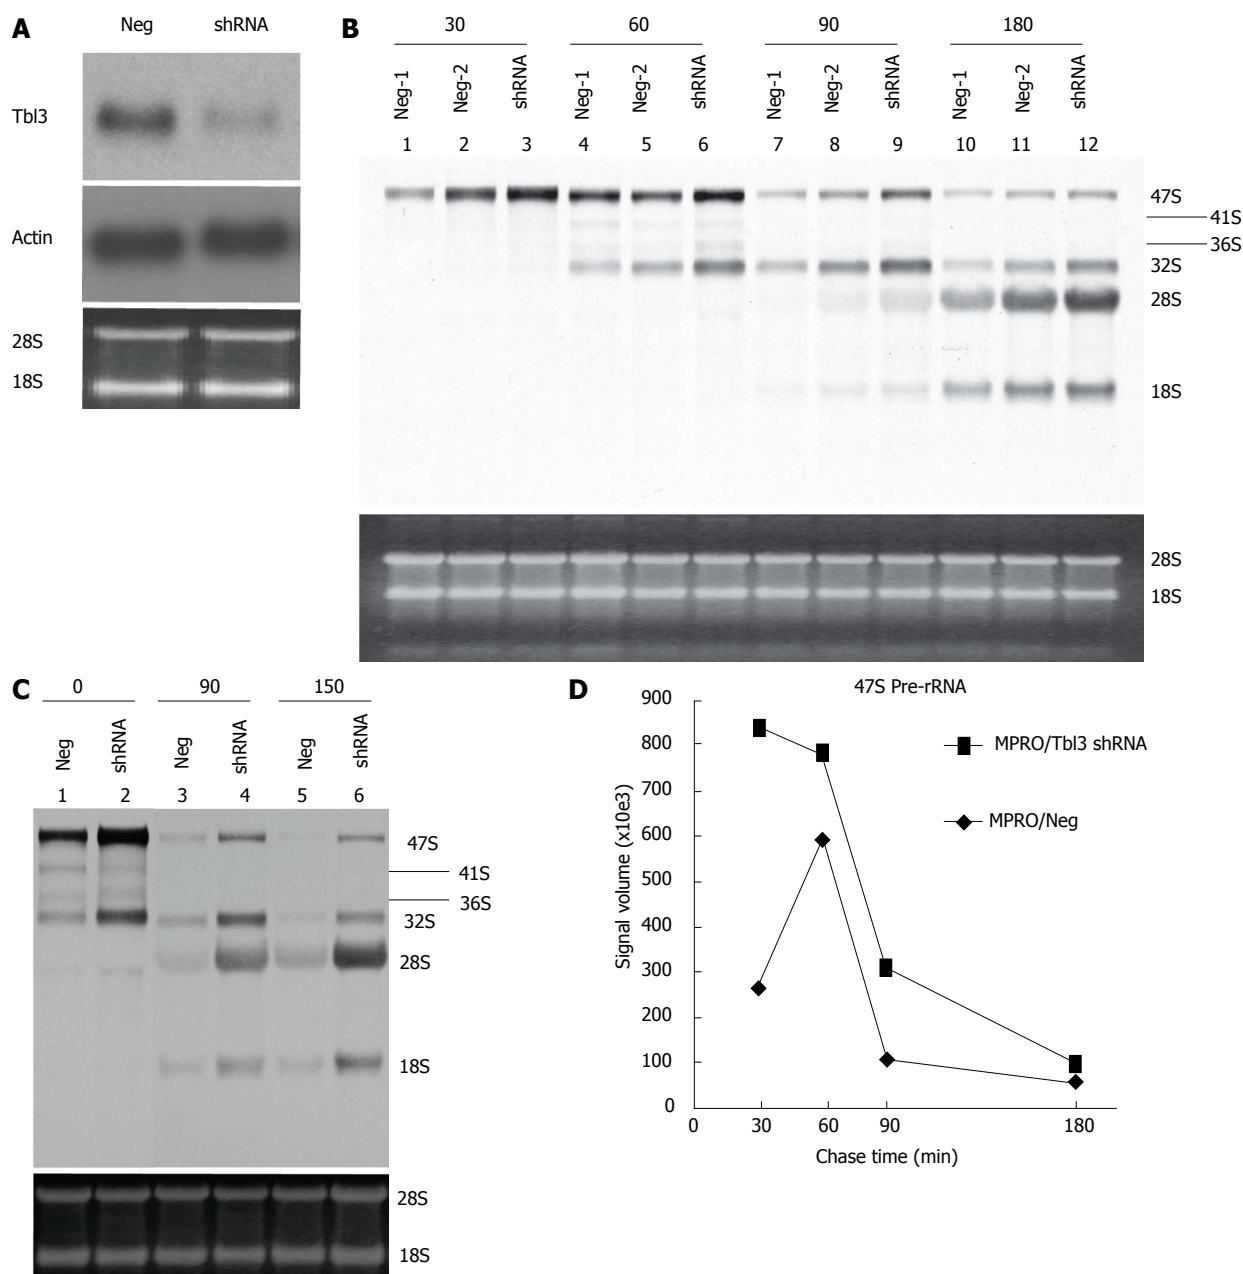 A
Neg shRNA
Tbl3
Actin
28S
18S
B
30 60 90 180
Neg-1 Neg-2 shRNA Neg-1 Neg-2 shRNA Neg-1 Neg-2 shRNA Neg-1 Neg-2 shRNA
1 2 3 4 5 6 7 8 9 10 11 12
47S
41S
36S
32S
28S
18S
28S
18S
C
0 90 150
Neg shRNA Neg shRNA Neg shRNA
1 2 3 4 5 6
47S
41S
36S
32S
28S
18S
28S
18S
D
47S Pre-rRNA
900
800
700
600
500
400
300
200
100
0
Signal volume (x10e3)
MPRO/Tbl3 shRNA
MPRO/Neg
0 30 60 90 180
Chase time (min)